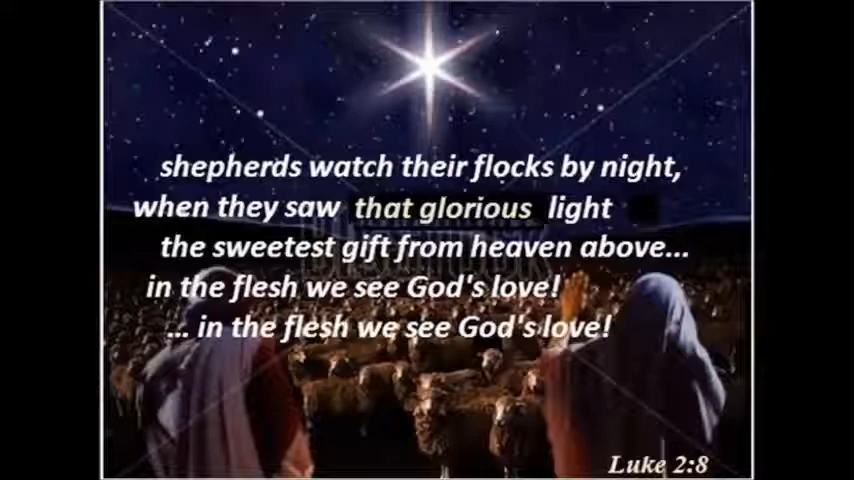 shepherds watch their flocks by night,
when they saw that glorious light
the sweetest gift from heaven above...
in the flesh we see God's love!
... in the flesh we see God's love!
Luke 2:8